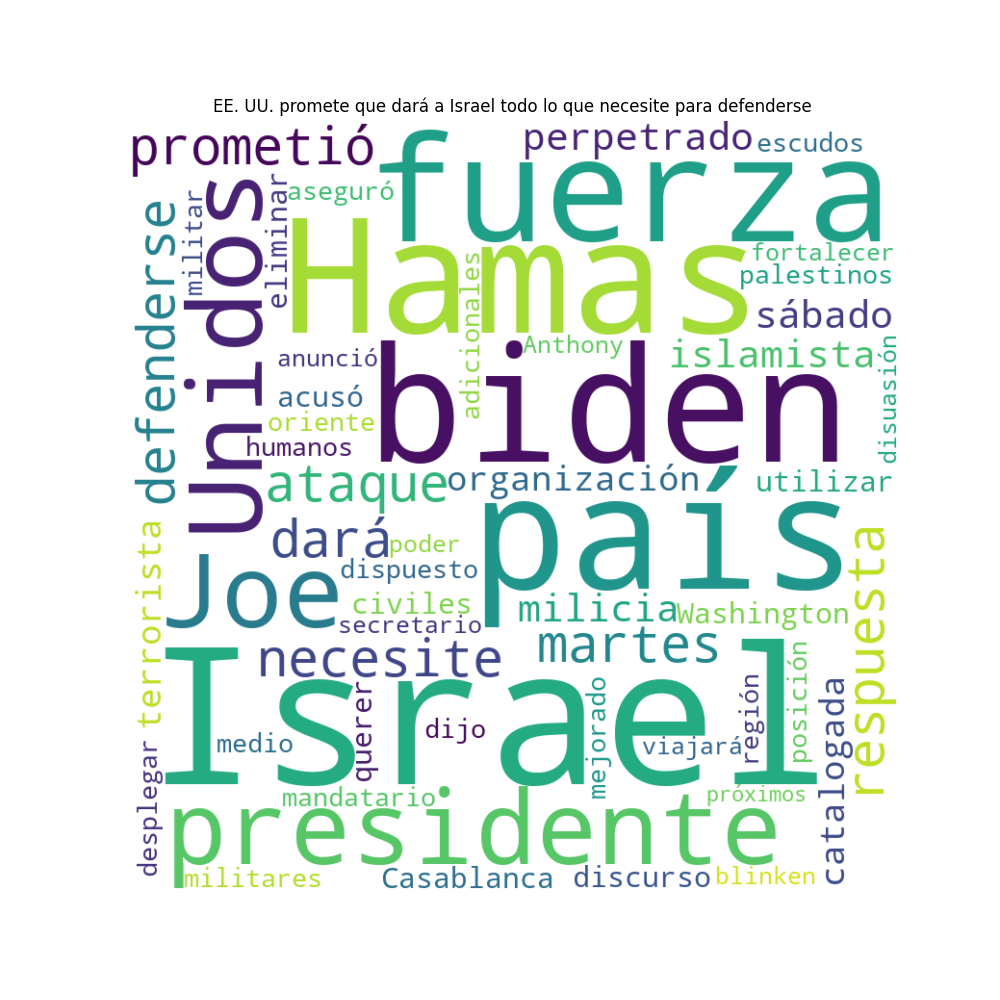 EE. UU. promete que dará a Israel todo lo que necesite para defenderse
prometió
fuerza
perpetrado
escudos
aseguró
militar
eliminar
Unidos
defenderse
Hamas
adicionales
fortalecer
palestinos
sábado
Anthony
islamista
disuasión
anunció
biden
acusó
oriente
humanos
ataque
organización
utilizar
país
dará
poder
dispuesto
Joe
civiles
secretario
milicia
Washington
terrorista
respuesta
necesite
martes
Israel
querer
dijo
medio
mejorado
viajará
región
posición
catalogada
desplegar
mandatario
próximos
presidente
militares
Casablanca
discurso
blinken